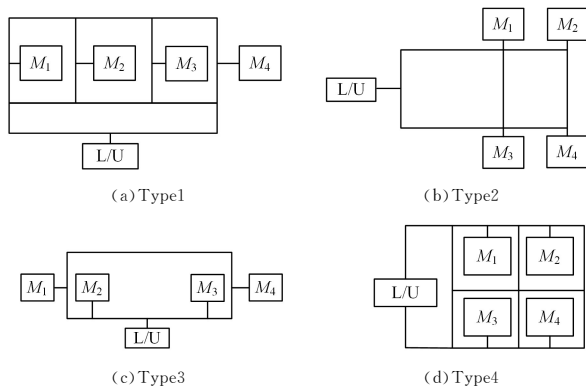 M₁ M₂ M₃ M₄
L/U
(a) Type1
M₁ M₂
L/U
M₃ M₄
(b) Type2
M₁ M₂ M₃ M₄
L/U
(c) Type3
M₁ M₂
L/U
M₃ M₄
(d) Type4